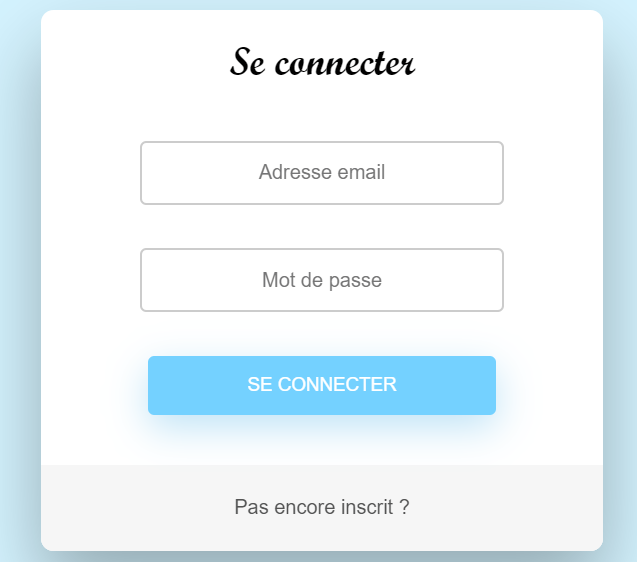 Se connecter
Adresse email
Mot de passe
SE CONNECTER
Pas encore inscrit ?